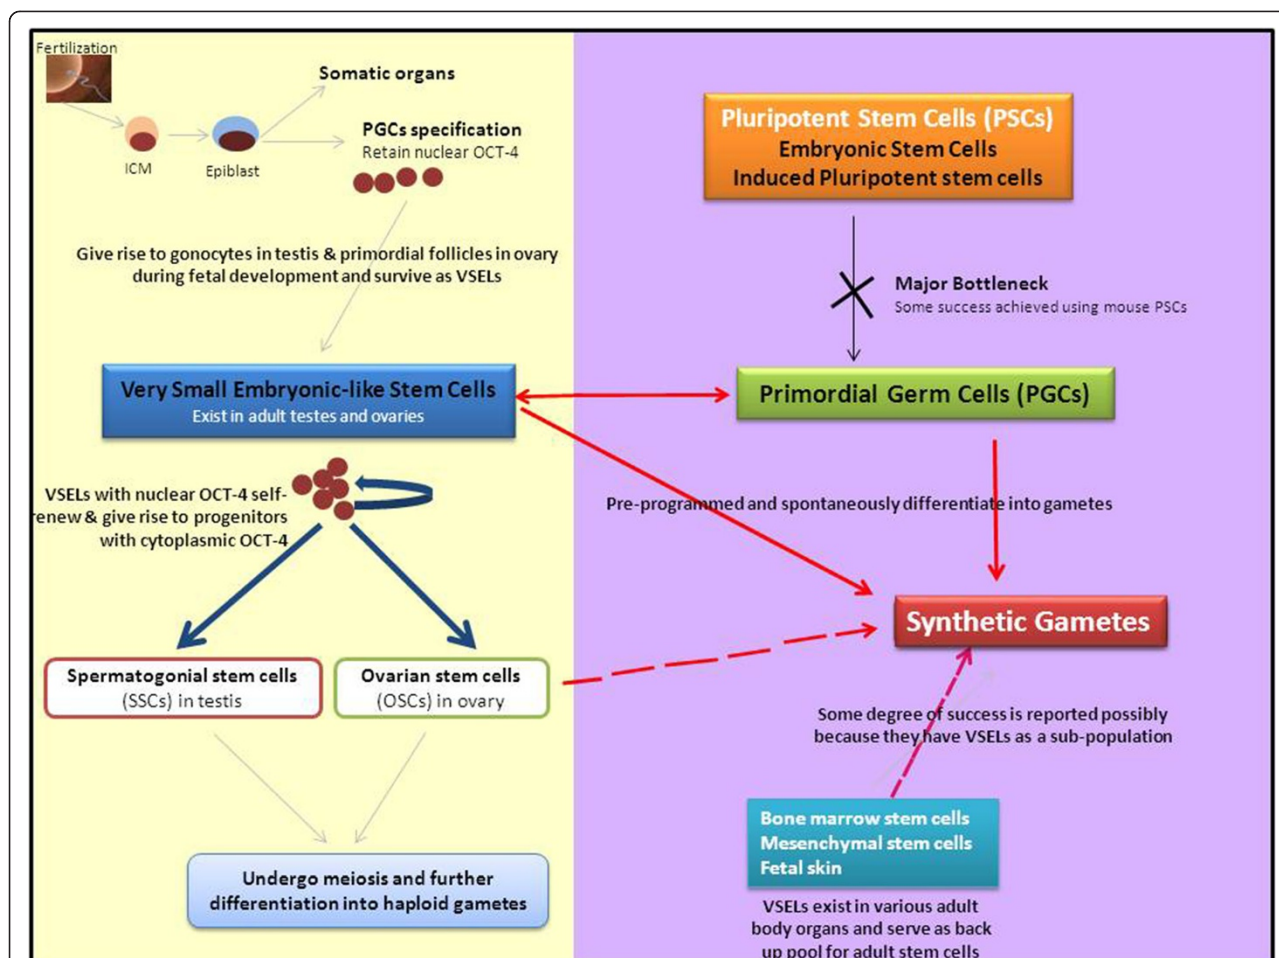 Fertilization
Somatic organs
PGCs specification
Retain nuclear OCT-4
ICM
Epiblast
Give rise to gonocytes in testis & primordial follicles in ovary
during fetal development and survive as VSELs
Very Small Embryonic-like Stem Cells
Exist in adult testes and ovaries
VSELs with nuclear OCT-4 self-
renew & give rise to progenitors
with cytoplasmic OCT-4
Spermatogonial stem cells
(SSCs) in testis
Ovarian stem cells
(OSCs) in ovary
Undergo meiosis and further
differentiation into haploid gametes
Pluripotent Stem Cells (PSCs)
Embryonic Stem Cells
Induced Pluripotent stem cells
Major Bottleneck
Some success achieved using mouse PSCs
Primordial Germ Cells (PGCs)
Pre-programmed and spontaneously differentiate into gametes
Synthetic Gametes
Some degree of success is reported possibly
because they have VSELs as a sub-population
Bone marrow stem cells
Mesenchymal stem cells
Fetal skin
VSELs exist in various adult
body organs and serve as back
up pool for adult stem cells